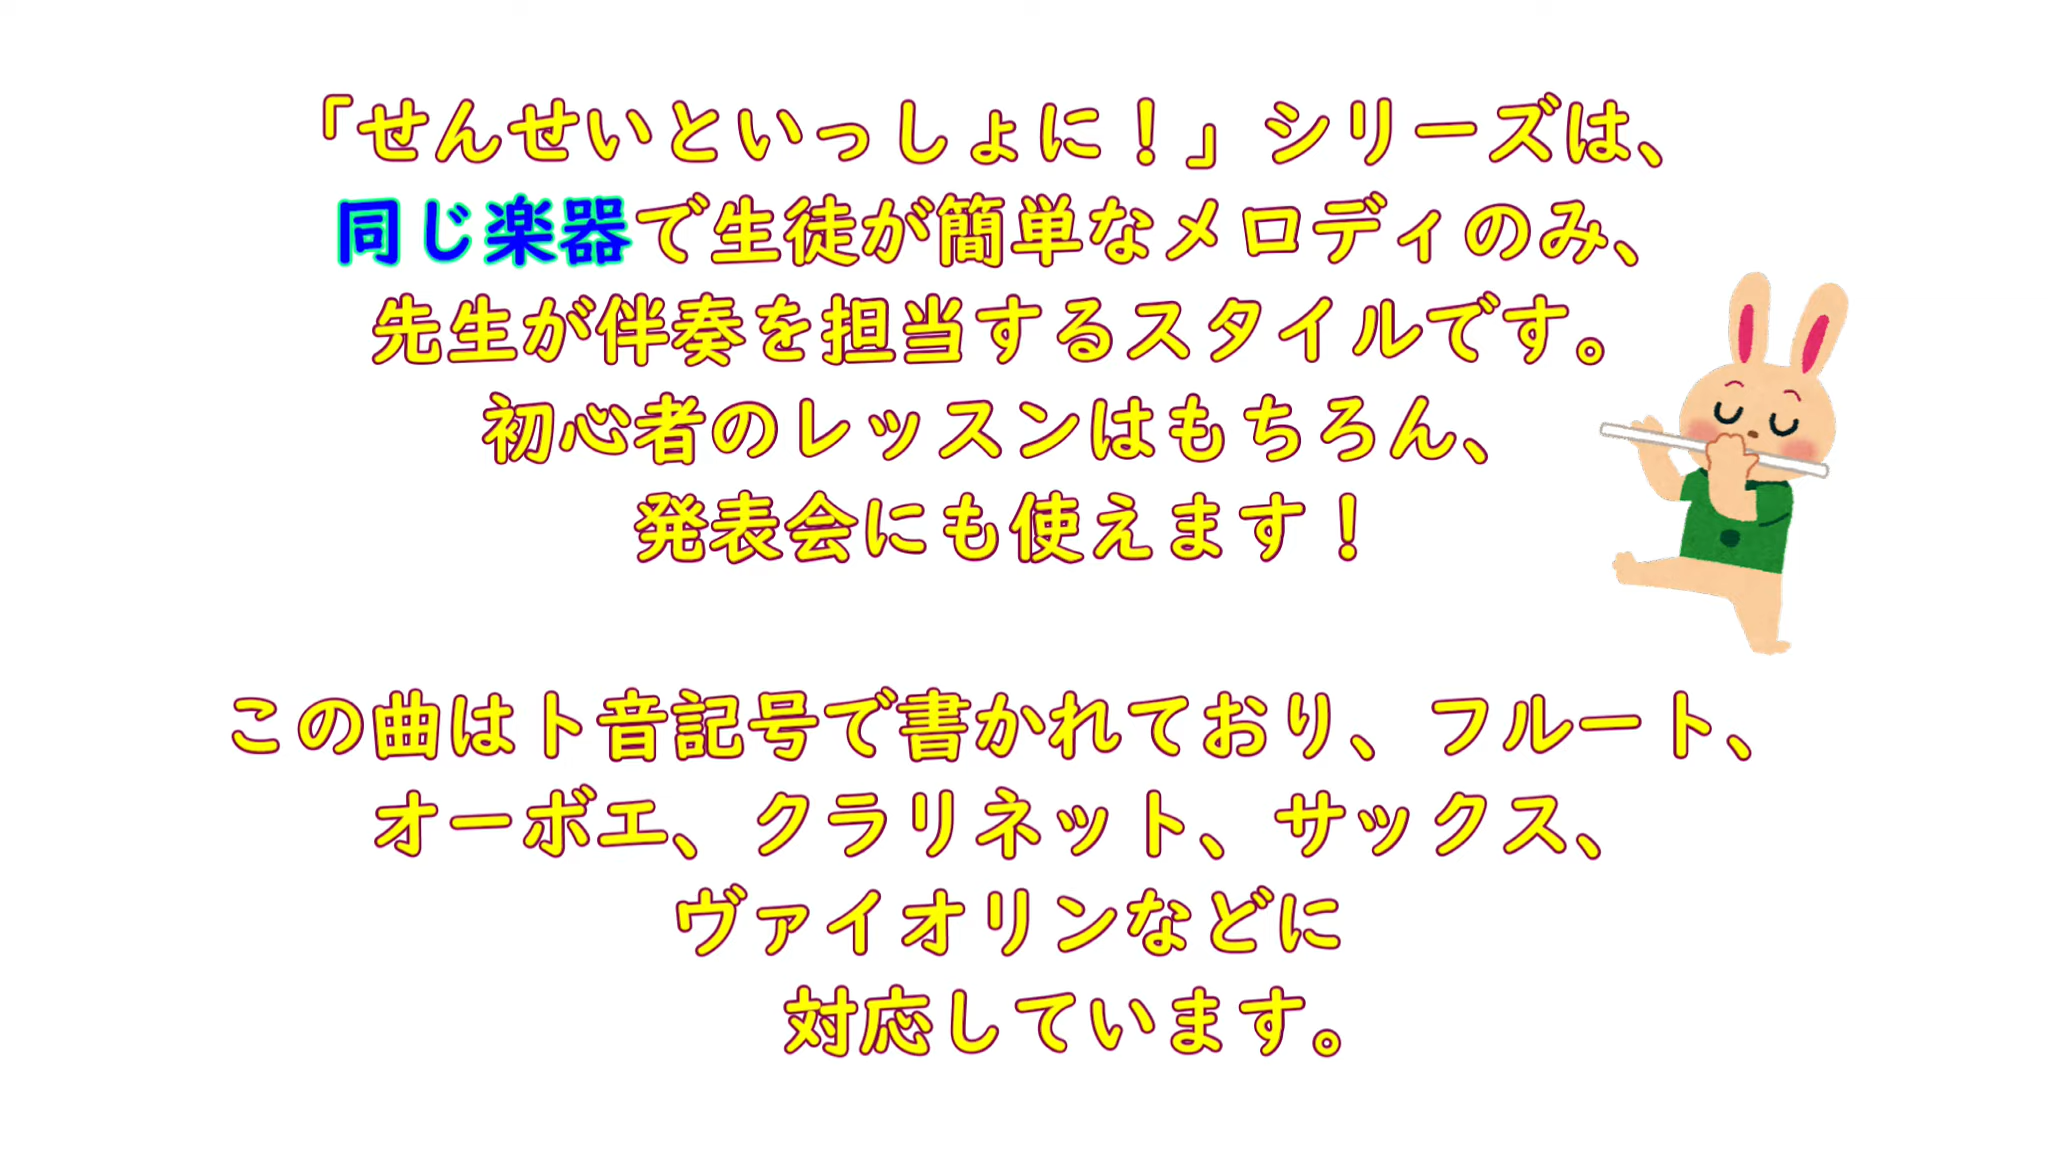 「せんせいといっしょに！」シリーズは、
同じ楽器で生徒が簡単なメロディのみ、
先生が伴奏を担当するスタイルです。
初心者のレッスンはもちろん、
発表会にも使えます！
この曲はト音記号で書かれており、フルート、
オーボエ、クラリネット、サックス、
ヴァイオリンなどに
対応しています。